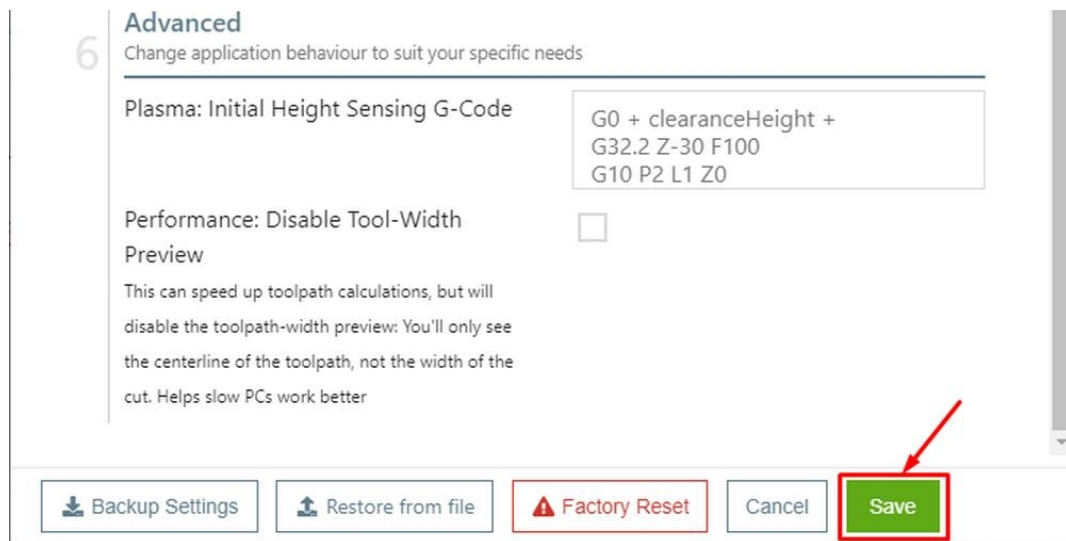 Advanced
6
Change application behaviour to suit your specific needs
Plasma: Initial Height Sensing G-Code
G0 + clearanceHeight +
G32.2 Z-30 F100
G10 P2 L1 Z0
Performance: Disable Tool-Width
Preview
This can speed up toolpath calculations, but will
disable the toolpath-width preview: You'll only see
the centerline of the toolpath, not the width of the
cut. Helps slow PCs work better
Backup Settings
Restore from file
Factory Reset
Cancel
Save